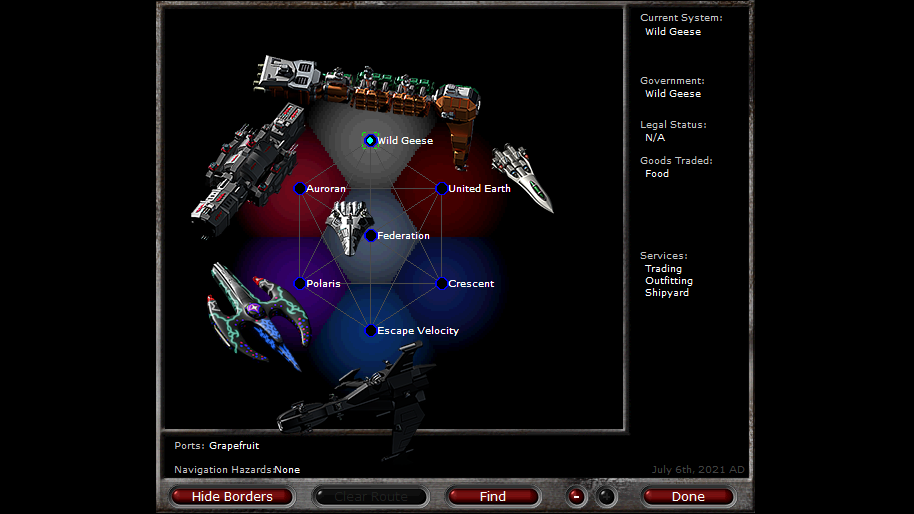 Current System:
Wild Geese
Government:
Wild Geese
Legal Status:
N/A
Goods Traded:
Food
Services:
Trading
Outfitting
Shipyard
Wild Geese
Auroran
United Earth
Federation
Polaris
Crescent
Escape Velocity
Ports: Grapefruit
Navigation Hazards:None
July 6th, 2021 AD
Hide Borders
Clear Route
Find
-
Done